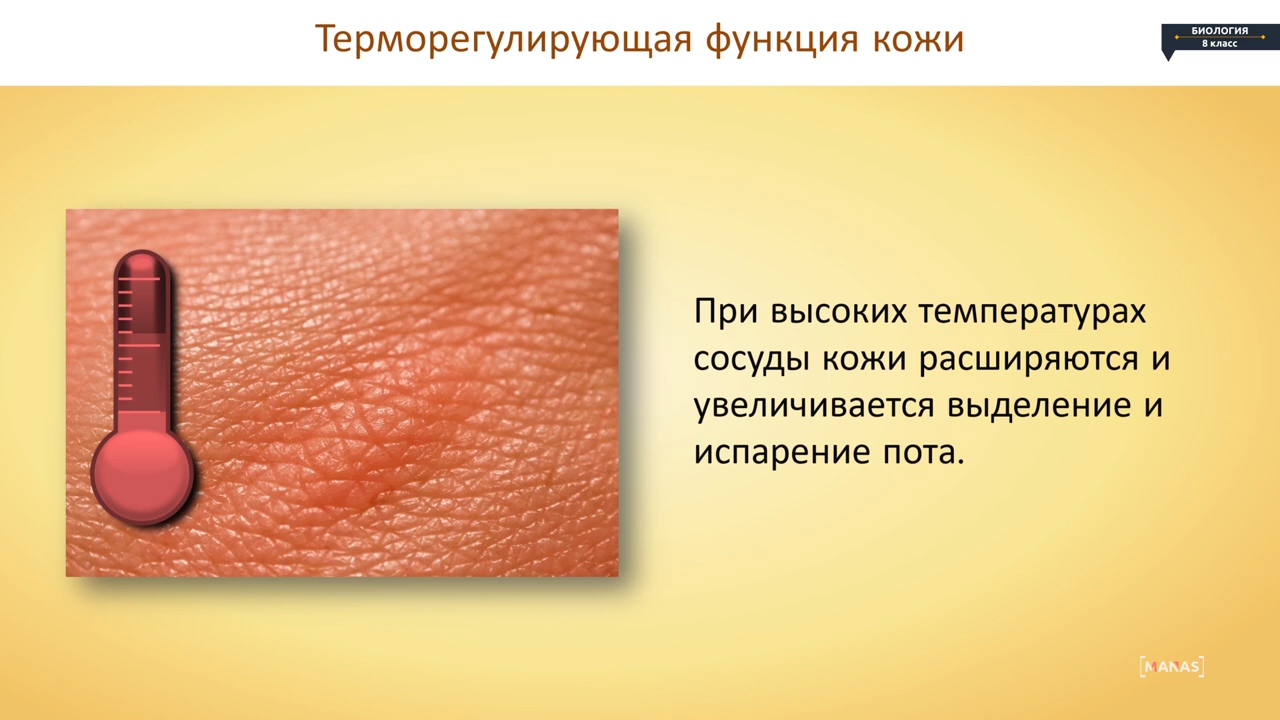 Терморегулирующая функция кожи
БИОЛОГИЯ
8 класс
При высоких температурах
сосуды кожи расширяются и
увеличивается выделение и
испарение пота.
[MANAS]